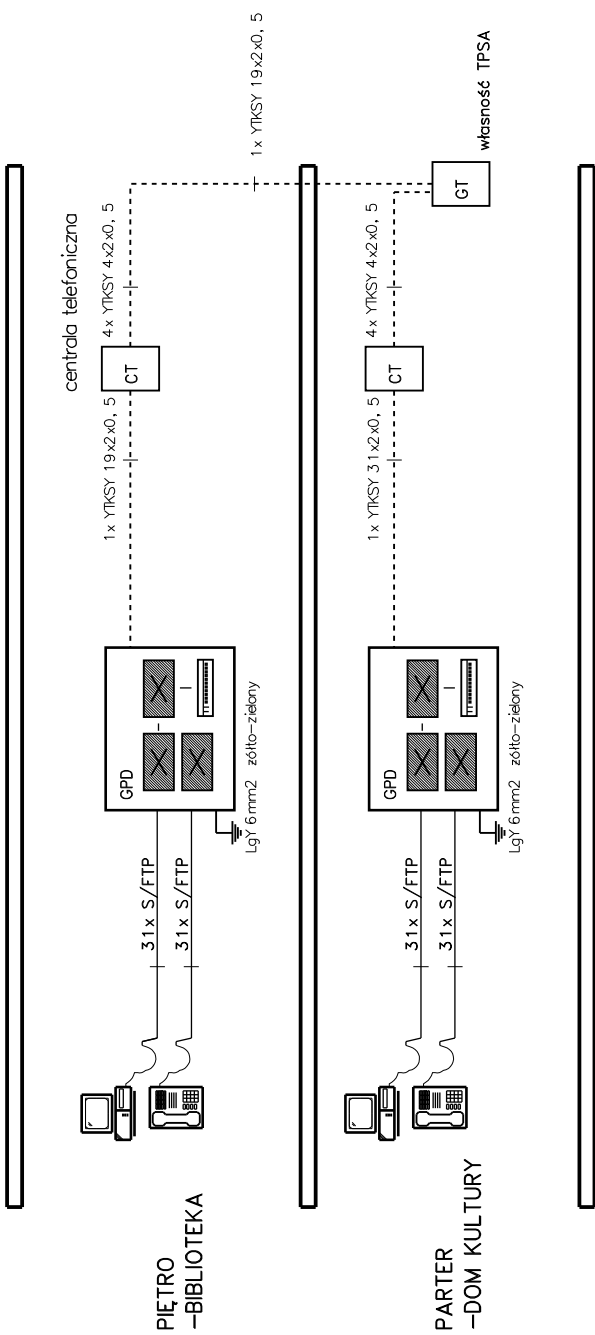 PIĘTRO
–BIBLIOTEKA
31x S/FTP
31x S/FTP
GPD
LgY 6mm2 zółto–zielony
1x YTKSY 19x2x0, 5
centrala telefoniczna
CT
4x YTKSY 4x2x0, 5
1x YTKSY 19x2x0, 5
PARTER
–DOM KULTURY
31x S/FTP
31x S/FTP
GPD
LgY 6mm2 zółto–zielony
1x YTKSY 31x2x0, 5
CT
4x YTKSY 4x2x0, 5
GT
własność TPSA